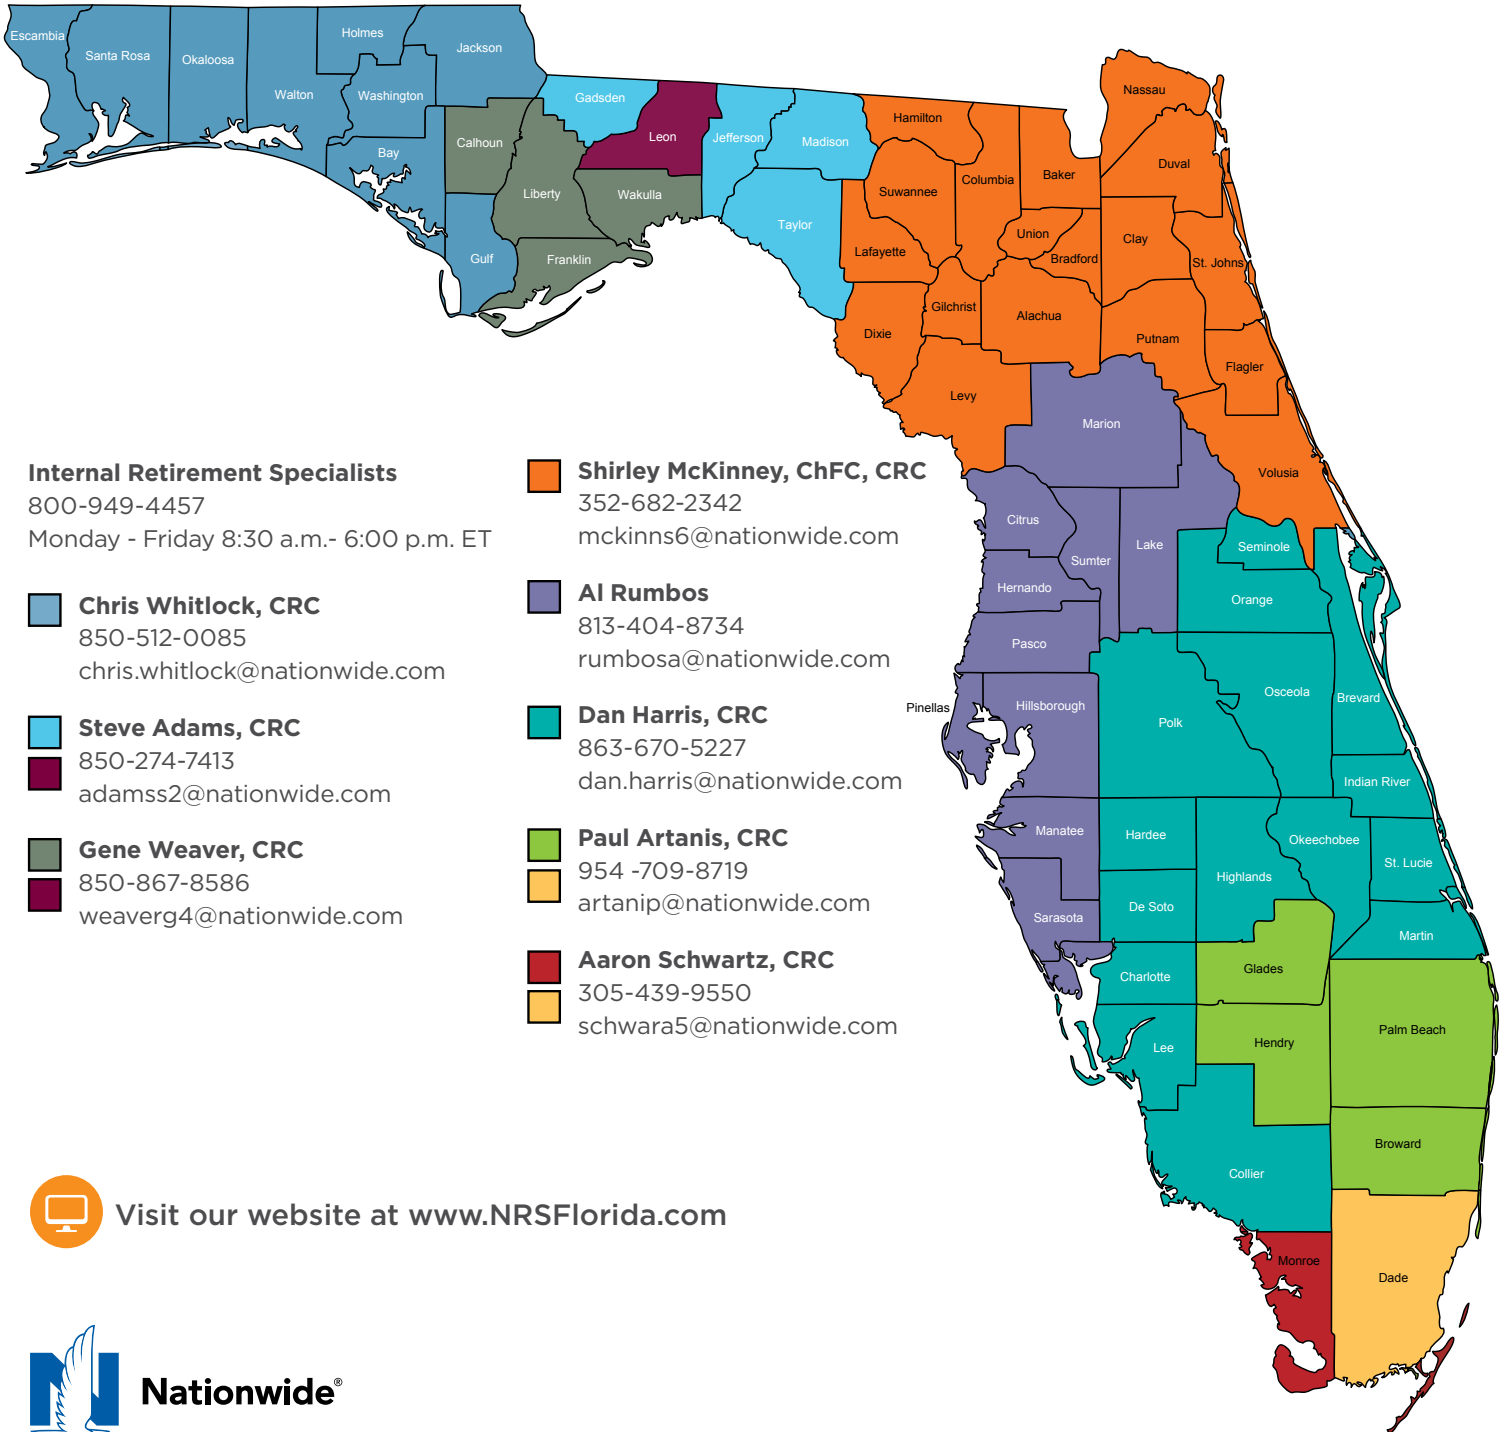 Escambia
Santa Rosa
Okaloosa
Walton
Holmes
Washington
Jackson
Bay
Calhoun
Gulf
Liberty
Franklin
Gadsden
Leon
Wakulla
Jefferson
Madison
Taylor
Hamilton
Suwannee
Lafayette
Columbia
Baker
Nassau
Duval
Union
Bradford
Clay
St. Johns
Dixie
Gilchrist
Alachua
Putnam
Flagler
Levy
Marion
Volusia
Citrus
Sumter
Lake
Seminole
Orange
Hernando
Pasco
Pinellas
Hillsborough
Polk
Osceola
Brevard
Indian River
Manatee
Hardee
Highlands
Okeechobee
St. Lucie
Sarasota
De Soto
Martin
Charlotte
Glades
Lee
Hendry
Palm Beach
Collier
Broward
Monroe
Dade
Internal Retirement Specialists
800-949-4457
Monday - Friday 8:30 a.m.- 6:00 p.m. ET
Chris Whitlock, CRC
850-512-0085
chris.whitlock@nationwide.com
Steve Adams, CRC
850-274-7413
adamss2@nationwide.com
Gene Weaver, CRC
850-867-8586
weaverg4@nationwide.com
Shirley McKinney, ChFC, CRC
352-682-2342
mckinns6@nationwide.com
Al Rumbos
813-404-8734
rumbosa@nationwide.com
Dan Harris, CRC
863-670-5227
dan.harris@nationwide.com
Paul Artanis, CRC
954 -709-8719
artanip@nationwide.com
Aaron Schwartz, CRC
305-439-9550
schwara5@nationwide.com
Visit our website at www.NRSFlorida.com
Nationwide®